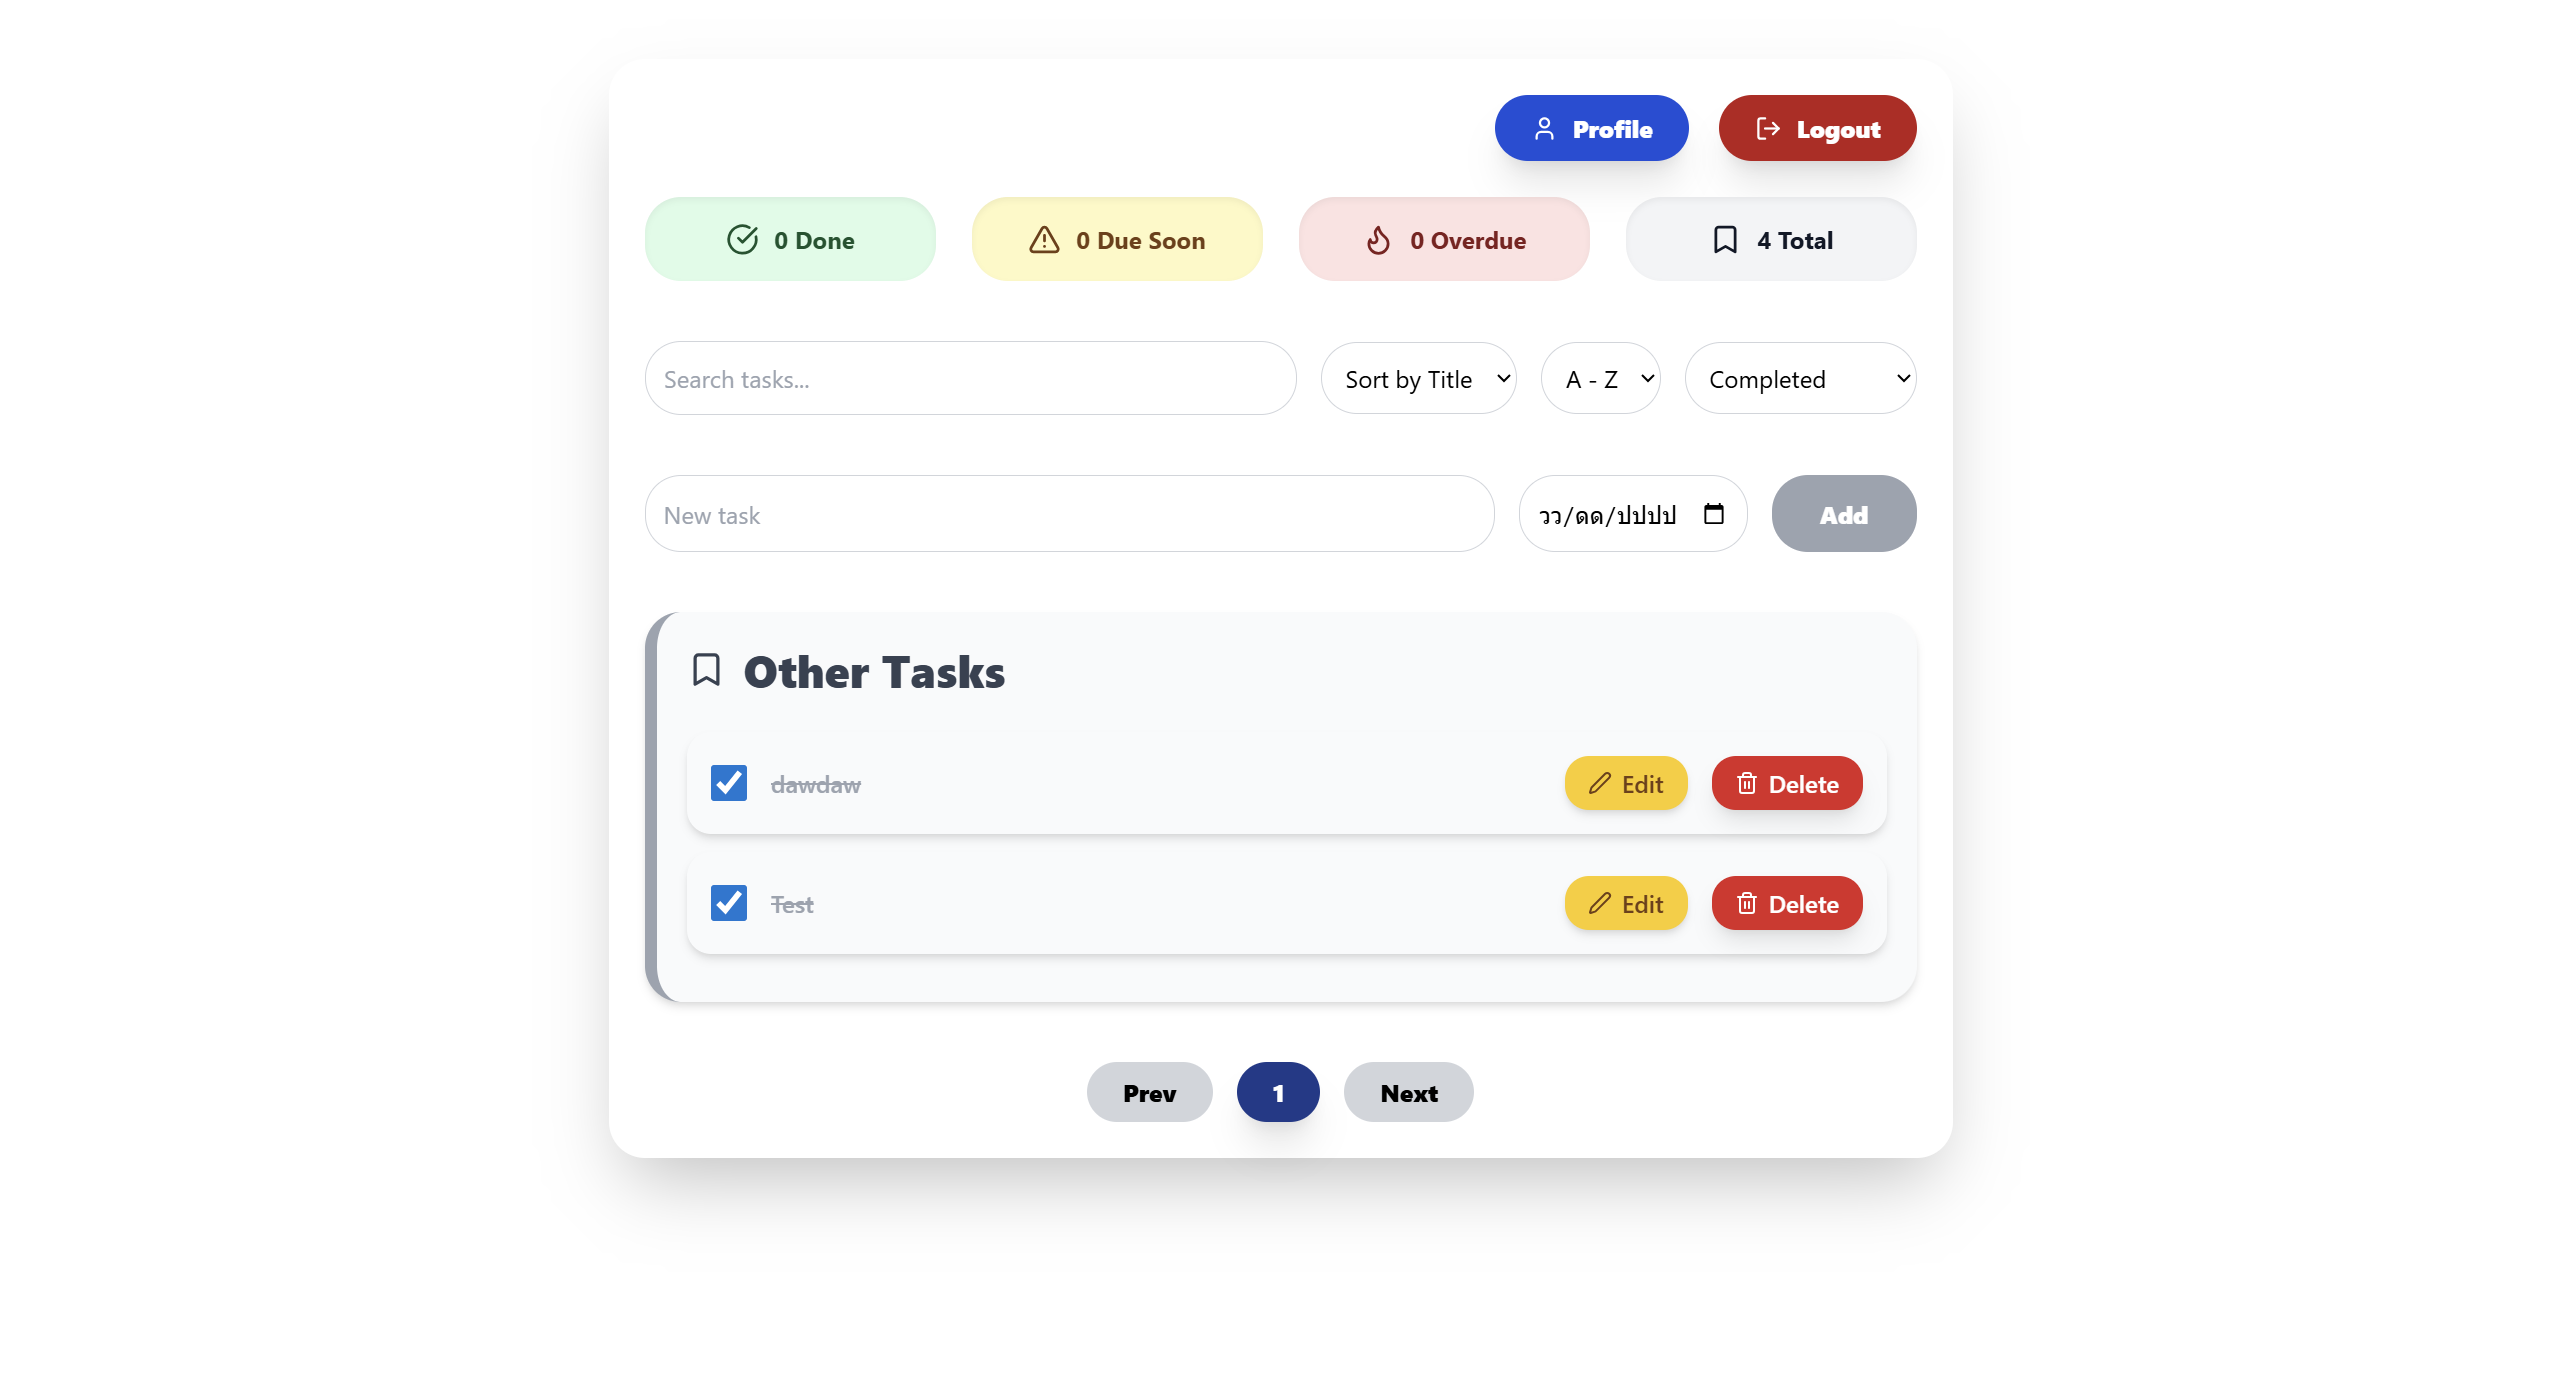 Profile
Logout
0 Done
0 Due Soon
0 Overdue
4 Total
Search tasks...
Sort by Title
A - Z
Completed
New task
วว/ดด/ปปปป
Add
Other Tasks
dawdaw
Edit
Delete
Test
Edit
Delete
Prev
1
Next